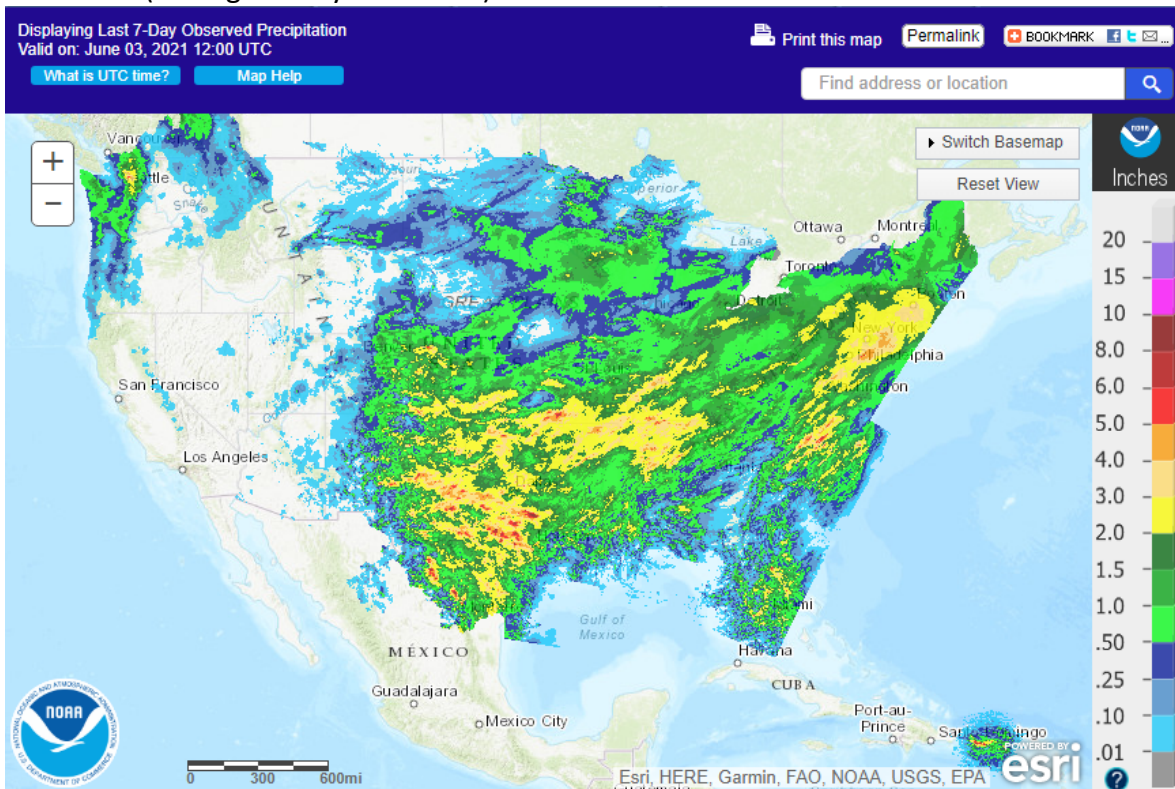 Displaying Last 7-Day Observed Precipitation
Valid on: June 03, 2021 12:00 UTC
What is UTC time?
Map Help
Print this map
Permalink
BOOKMARK
Find address or location
+
−
Switch Basemap
Reset View
NOAA
Inches
20
15
10
8.0
6.0
5.0
4.0
3.0
2.0
1.5
1.0
.50
.25
.10
.01
?
Ottawa
Toronto
Detroit
New York
Philadelphia
San Francisco
Los Angeles
Gulf of
Mexico
MÉXICO
Guadalajara
Mexico City
CUBA
Port-au-
Prince
NOAA
0 300 600mi
Esri, HERE, Garmin, FAO, NOAA, USGS, EPA
POWERED BY
esri